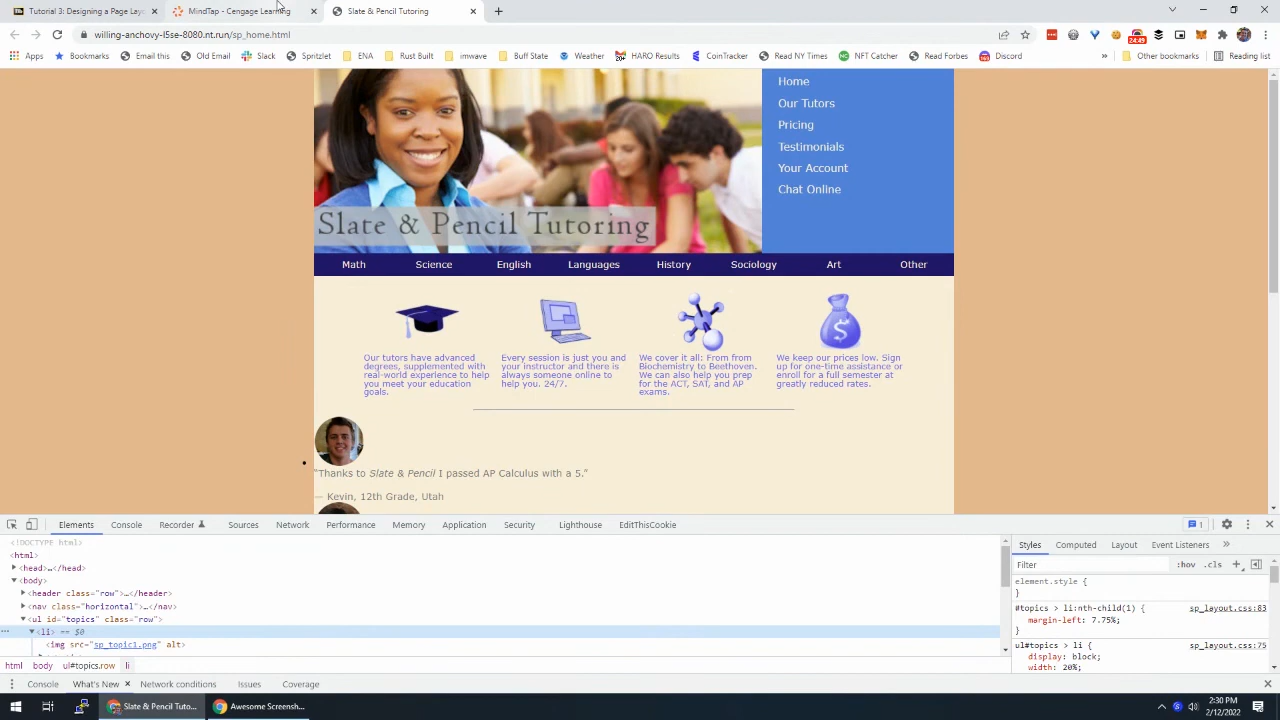 Tutorial 3: Designing a Page Lay
MindTap - Cengage Learning
Slate & Pencil Tutoring
willing-anchovy-l5se-8080.nt.run/sp_home.html
24:49
Apps
Bookmarks
Email this
Old Email
Slack
Spritzlet
ENA
Rust Built
imwave
Buff State
Weather
HARO Results
CoinTracker
Read NY Times
NFT Catcher
Read Forbes
Discord
Other bookmarks
Reading list
Slate & Pencil Tutoring
Home
Our Tutors
Pricing
Testimonials
Your Account
Chat Online
Math
Science
English
Languages
History
Sociology
Art
Other
Our tutors have advanced
degrees, supplemented with
real-world experience to help
you meet your education
goals.
Every session is just you and
your instructor and there is
always someone online to
help you. 24/7.
We cover it all: From from
Biochemistry to Beethoven.
We can also help you prep
for the ACT, SAT, and AP
exams.
We keep our prices low. Sign
up for one-time assistance or
enroll for a full semester at
greatly reduced rates.
“Thanks to Slate & Pencil I passed AP Calculus with a 5.”
— Kevin, 12th Grade, Utah
Elements
Console
Recorder
Sources
Network
Performance
Memory
Application
Security
Lighthouse
EditThisCookie
1
<!DOCTYPE html>
<html>
<head>…</head>
<body>
<header class="row">…</header>
<nav class="horizontal">…</nav>
<ul id="topics" class="row">
<li> == $0
<img src="sp_topic1.png" alt>
html
body
ul#topics.row
li
Styles
Computed
Layout
Event Listeners
Filter
:hov
.cls
element.style {
}
#topics > li:nth-child(1) {
sp_layout.css:83
margin-left: 7.75%;
}
ul#topics > li {
sp_layout.css:75
display: block;
width: 20%;
Console
What's New
Network conditions
Issues
Coverage
Slate & Pencil Tuto...
Awesome Screensh...
2:30 PM
2/12/2022